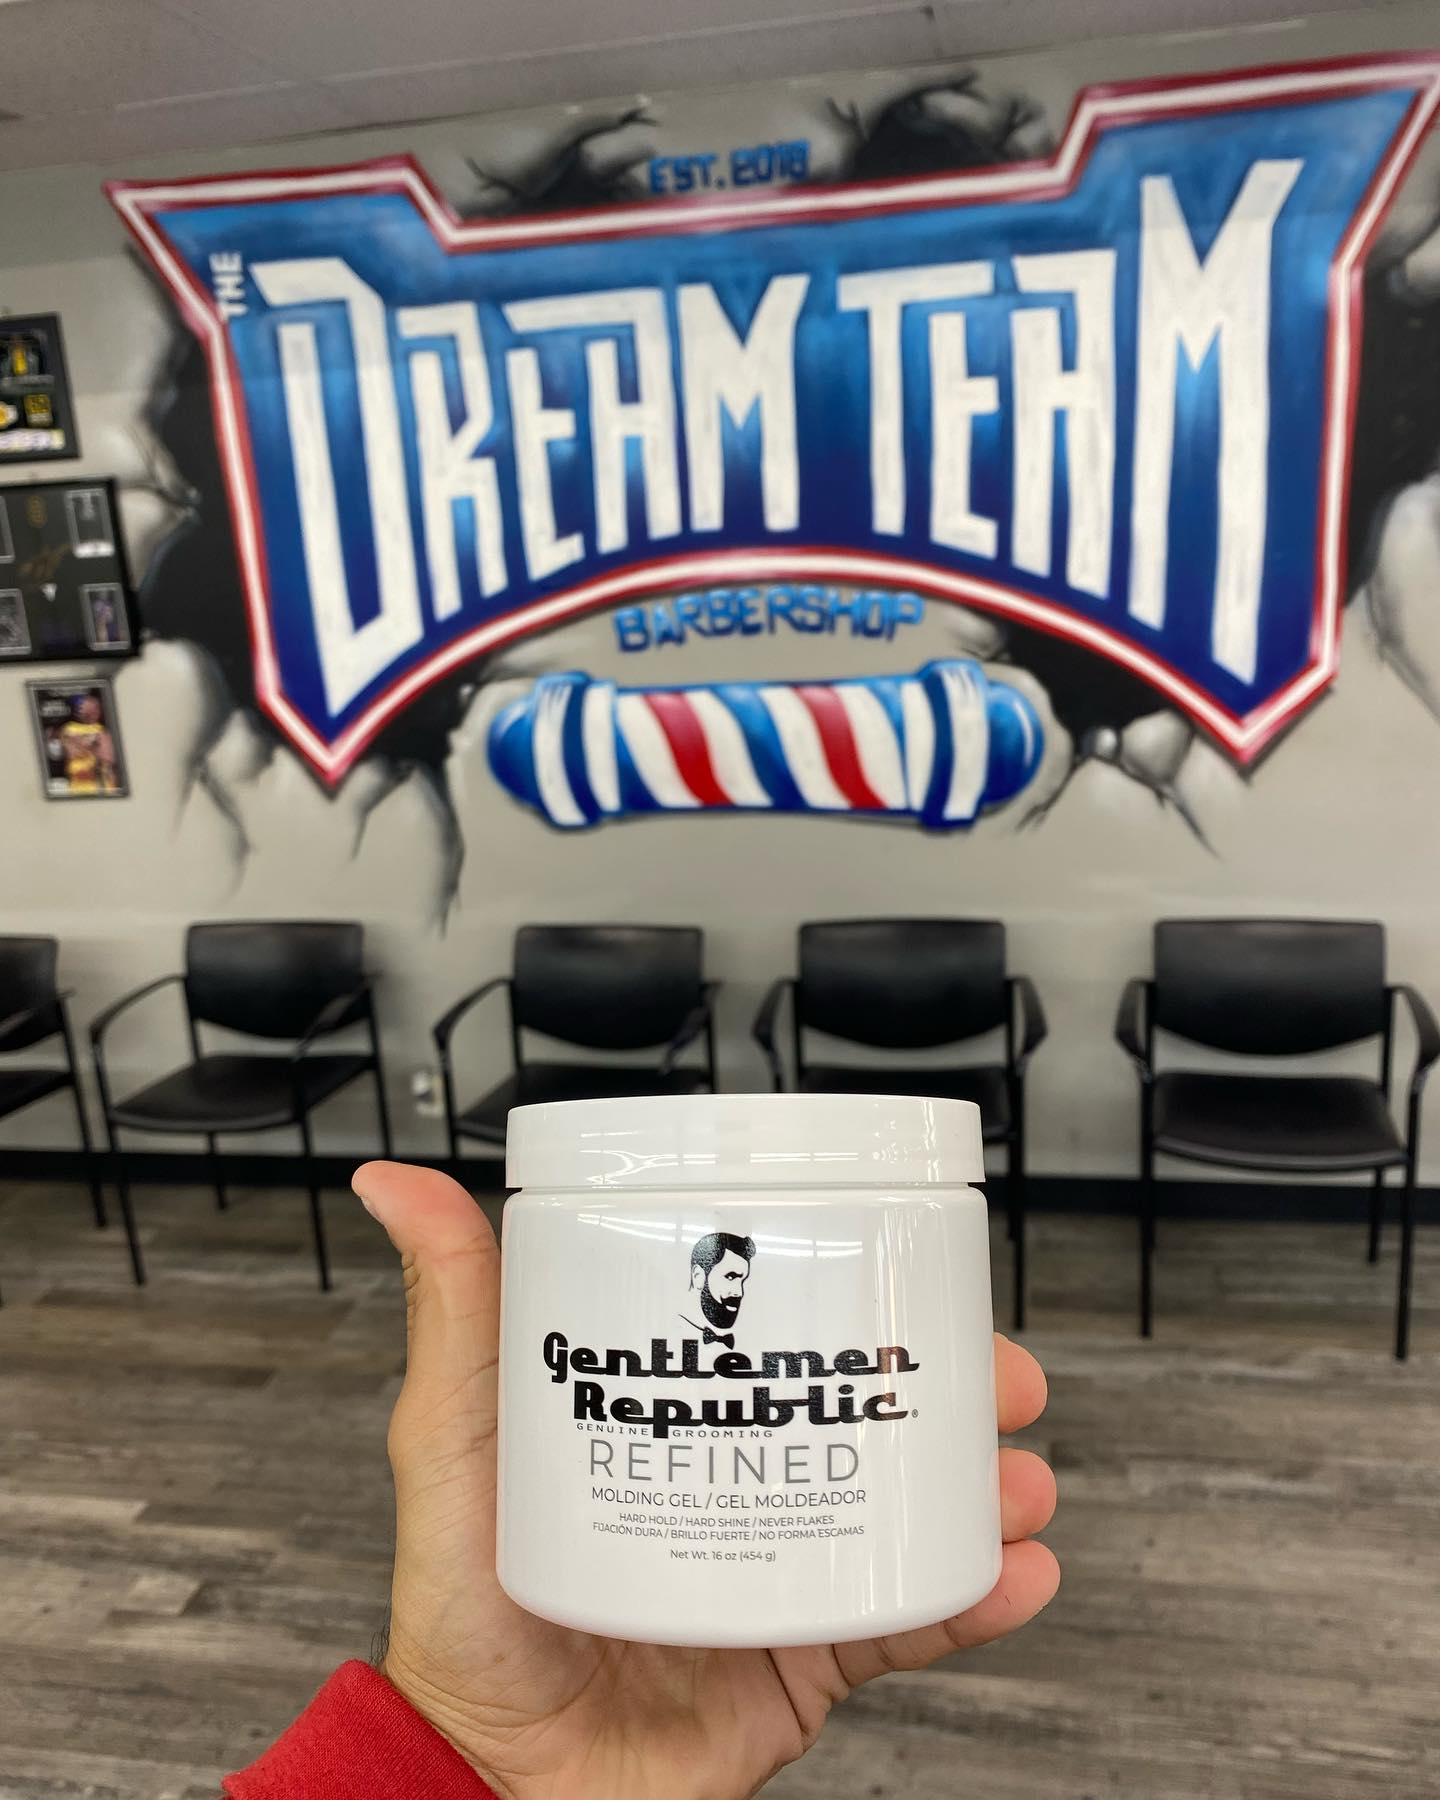 EST. 2018
THE
DREAM TEAM
BARBERSHOP
Gentlemen
Republic®
GENUINE GROOMING
REFINED
MOLDING GEL / GEL MOLDEADOR
HARD HOLD / HARD SHINE / NEVER FLAKES
FIJACIÓN DURA / BRILLO FUERTE / NO FORMA ESCAMAS
Net Wt. 16 oz (454 g)